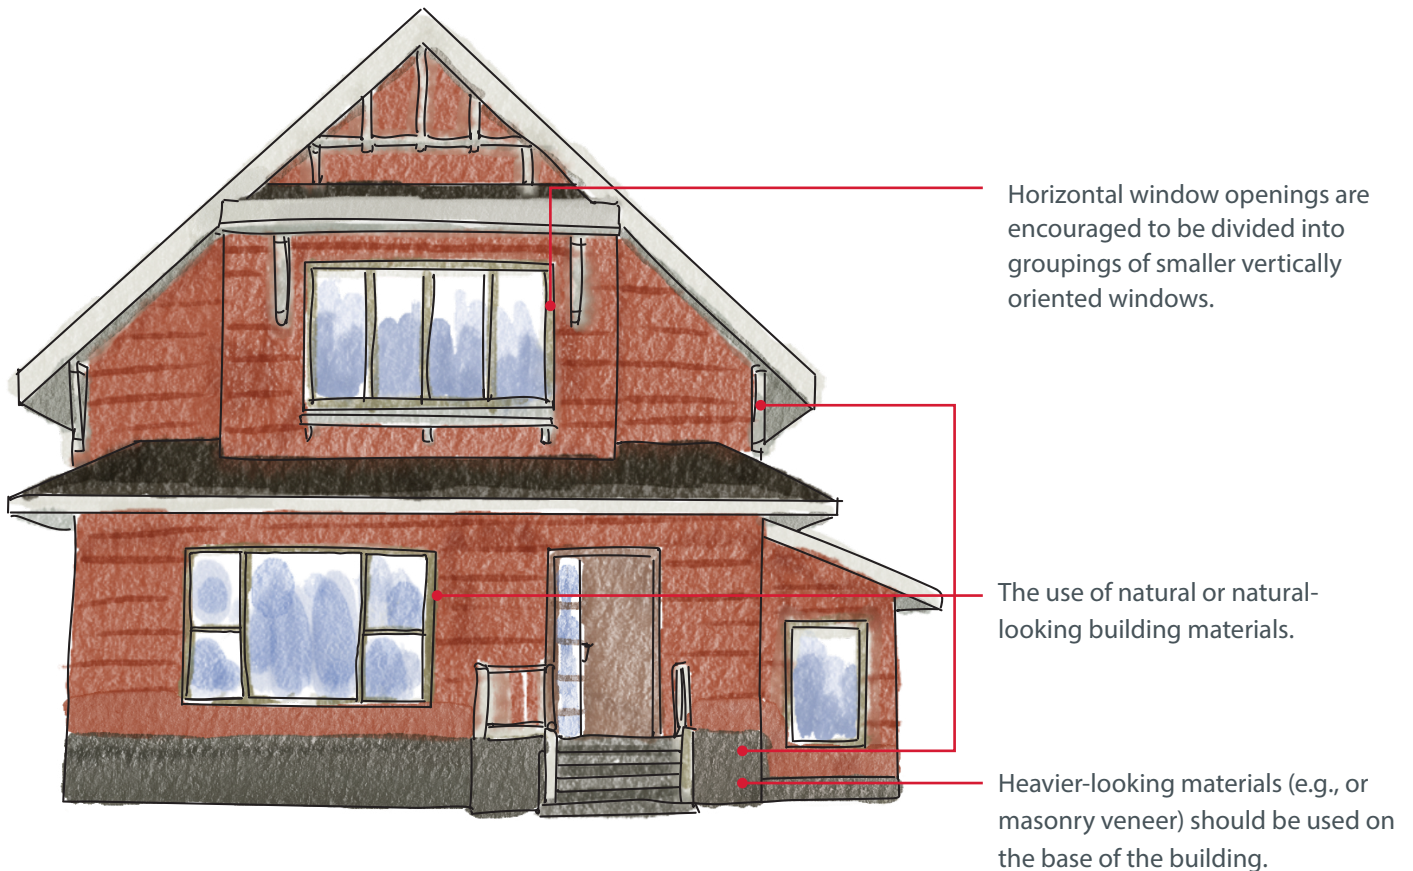 Horizontal window openings are
encouraged to be divided into
groupings of smaller vertically
oriented windows.
The use of natural or natural-
looking building materials.
Heavier-looking materials (e.g., or
masonry veneer) should be used on
the base of the building.